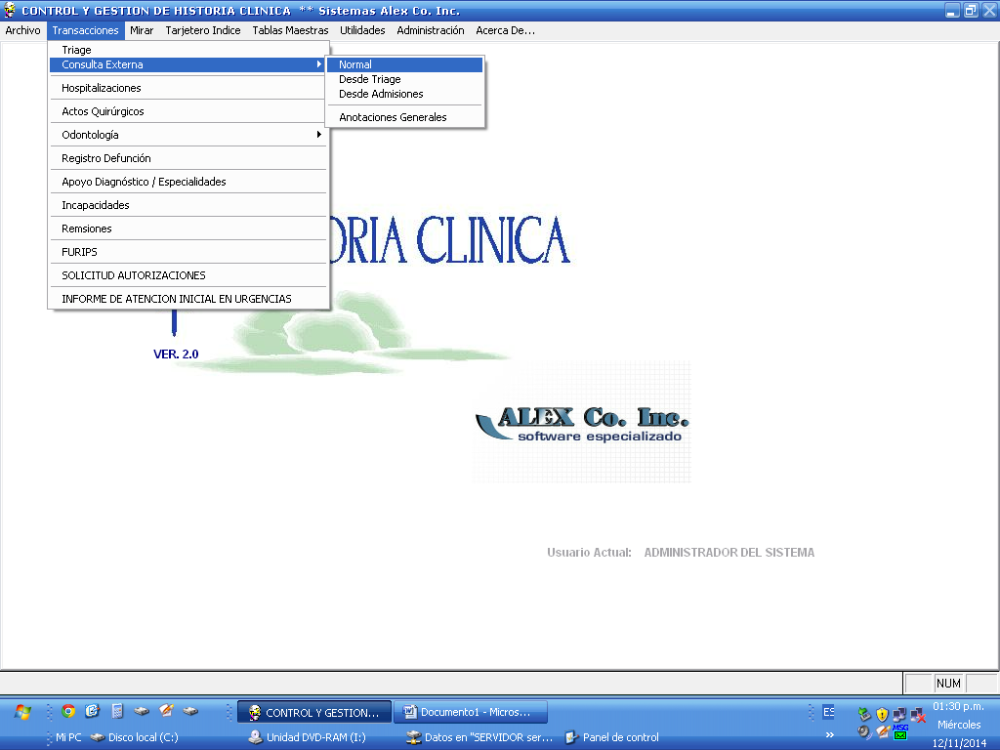 CONTROL Y GESTION DE HISTORIA CLINICA ** Sistemas Alex Co. Inc.
Archivo Transacciones Mirar Tarjetero Indice Tablas Maestras Utilidades Administración Acerca De...
Triage
Consulta Externa
Hospitalizaciones
Actos Quirúrgicos
Odontología
Registro Defunción
Apoyo Diagnóstico / Especialidades
Incapacidades
Remsiones
FURIPS
SOLICITUD AUTORIZACIONES
INFORME DE ATENCION INICIAL EN URGENCIAS
Normal
Desde Triage
Desde Admisiones
Anotaciones Generales
ORIA CLINICA
VER. 2.0
ALEX Co. Inc.
software especializado
Usuario Actual: ADMINISTRADOR DEL SISTEMA
NUM
CONTROL Y GESTION... Documento1 - Micros... ES 01:30 p.m.
Miércoles
MSG
Mi PC Disco local (C:) Unidad DVD-RAM (I:) Datos en "SERVIDOR ser... Panel de control »
12/11/2014